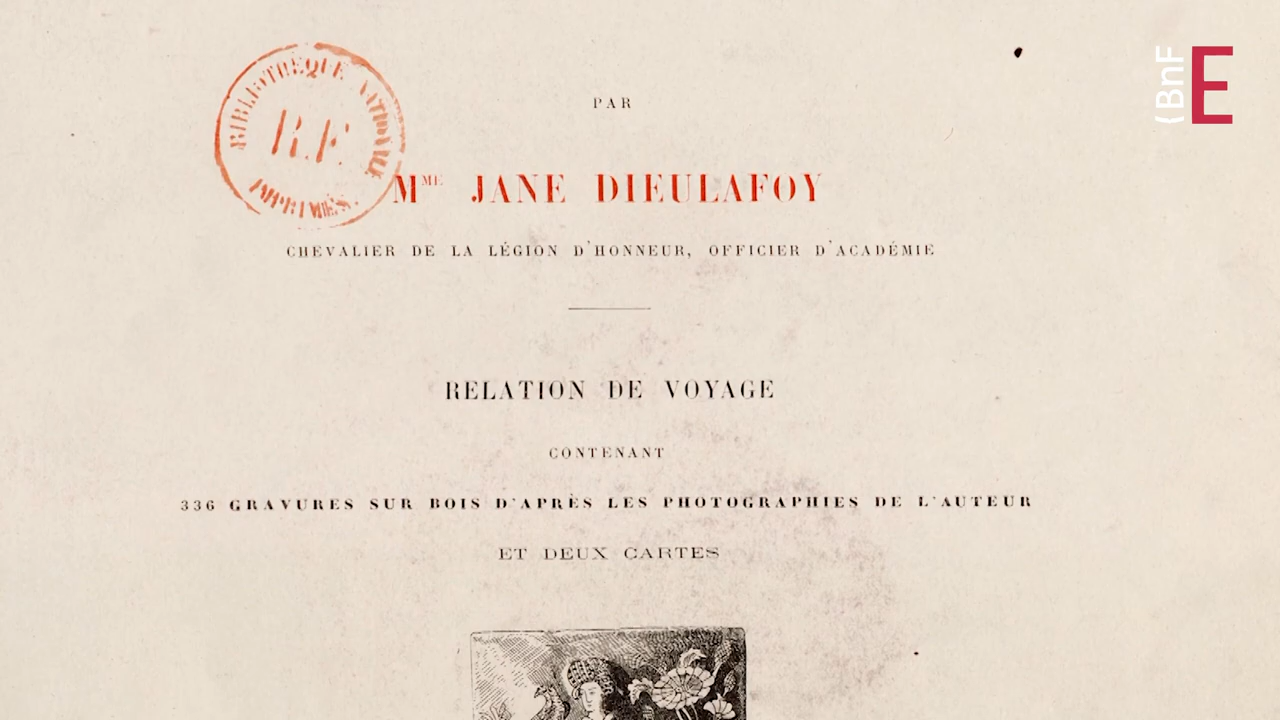 BIBLIOTHÈQUE NATIONALE
R.F.
IMPRIMÉS.
(BnF E
PAR
MME JANE DIEULAFOY
CHEVALIER DE LA LÉGION D'HONNEUR, OFFICIER D'ACADÉMIE
RELATION DE VOYAGE
CONTENANT
336 GRAVURES SUR BOIS D'APRÈS LES PHOTOGRAPHIES DE L'AUTEUR
ET DEUX CARTES